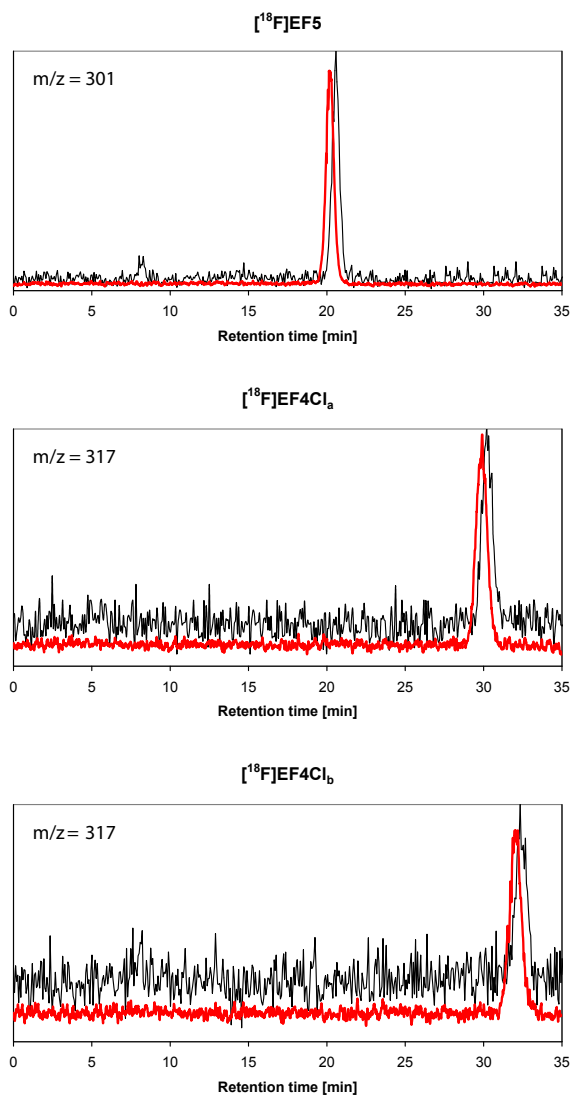 [¹⁸F]EF5
m/z = 301
0 5 10 15 20 25 30 35
Retention time [min]
[¹⁸F]EF4Clₐ
m/z = 317
0 5 10 15 20 25 30 35
Retention time [min]
[¹⁸F]EF4Cl_b
m/z = 317
0 5 10 15 20 25 30 35
Retention time [min]